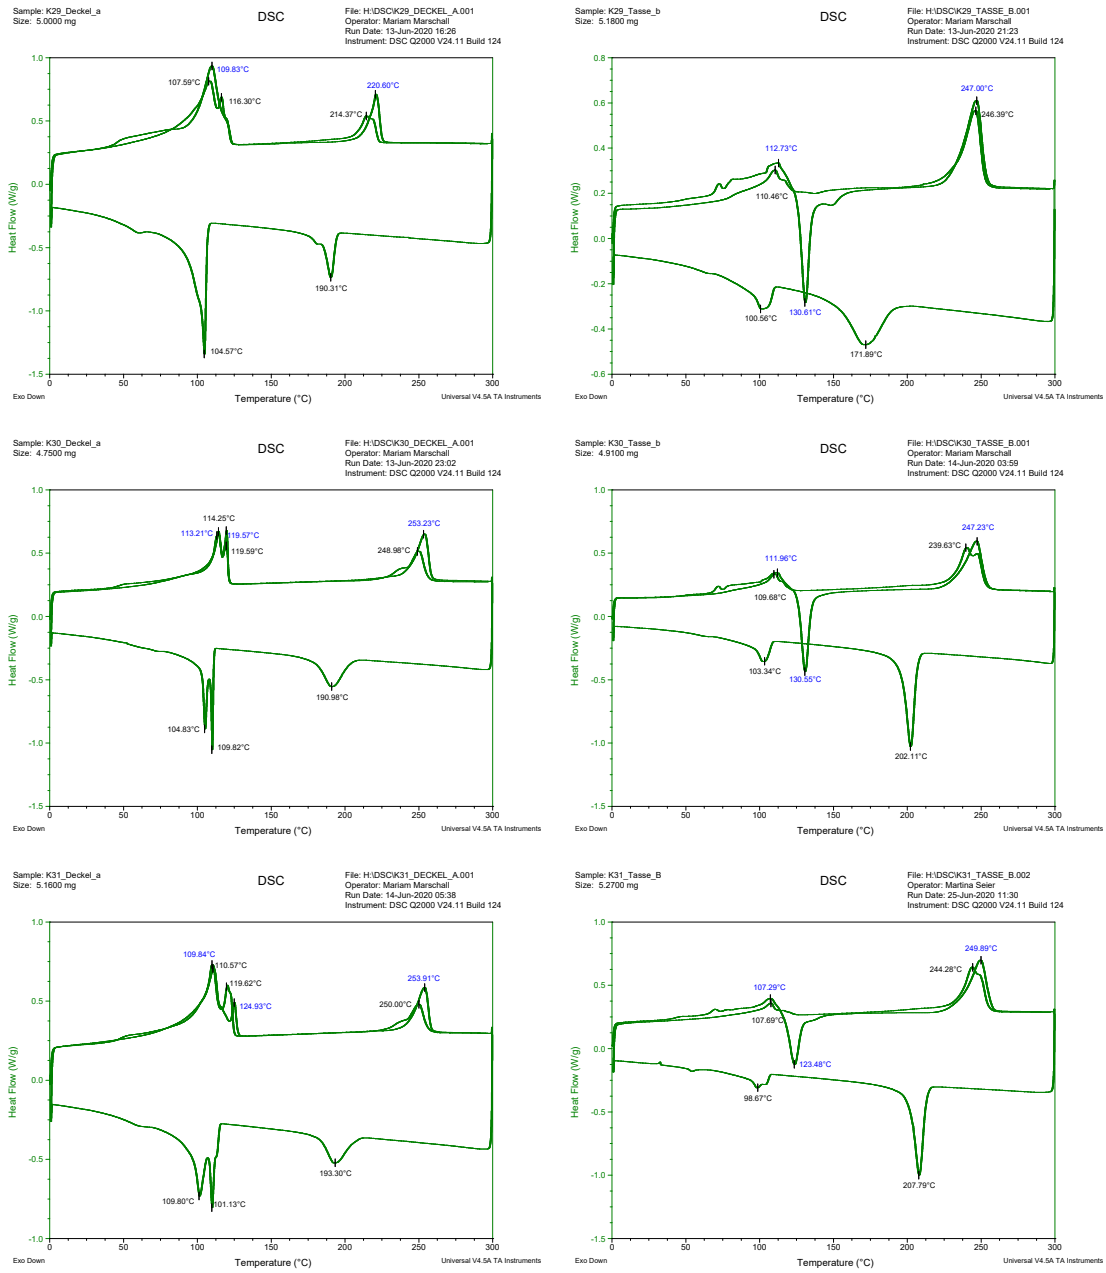 Sample: K29_Deckel_a
Size: 5.0000 mg
DSC
File: H:\DSC\K29_DECKEL_A.001
Operator: Mariam Marschall
Run Date: 13-Jun-2020 16:26
Instrument: DSC Q2000 V24.11 Build 124
109.83°C
107.59°C
116.30°C
220.60°C
214.37°C
190.31°C
104.57°C
1.0
0.5
0.0
-0.5
-1.0
-1.5
Heat Flow (W/g)
0
50
100
150
200
250
300
Exo Down
Temperature (°C)
Universal V4.5A TA Instruments
Sample: K29_Tasse_b
Size: 5.1800 mg
DSC
File: H:\DSC\K29_TASSE_B.001
Operator: Mariam Marschall
Run Date: 13-Jun-2020 21:23
Instrument: DSC Q2000 V24.11 Build 124
247.00°C
246.39°C
112.73°C
110.46°C
100.56°C
130.61°C
171.89°C
0.8
0.6
0.4
0.2
0.0
-0.2
-0.4
-0.6
Heat Flow (W/g)
0
50
100
150
200
250
300
Exo Down
Temperature (°C)
Universal V4.5A TA Instruments
Sample: K30_Deckel_a
Size: 4.7500 mg
DSC
File: H:\DSC\K30_DECKEL_A.001
Operator: Mariam Marschall
Run Date: 13-Jun-2020 23:02
Instrument: DSC Q2000 V24.11 Build 124
114.25°C
113.21°C
119.57°C
119.59°C
253.23°C
248.98°C
190.98°C
104.83°C
109.82°C
1.0
0.5
0.0
-0.5
-1.0
-1.5
Heat Flow (W/g)
0
50
100
150
200
250
300
Exo Down
Temperature (°C)
Universal V4.5A TA Instruments
Sample: K30_Tasse_b
Size: 4.9100 mg
DSC
File: H:\DSC\K30_TASSE_B.001
Operator: Mariam Marschall
Run Date: 14-Jun-2020 03:59
Instrument: DSC Q2000 V24.11 Build 124
247.23°C
239.63°C
111.96°C
109.68°C
103.34°C
130.55°C
202.11°C
1.0
0.5
0.0
-0.5
-1.0
-1.5
Heat Flow (W/g)
0
50
100
150
200
250
300
Exo Down
Temperature (°C)
Universal V4.5A TA Instruments
Sample: K31_Deckel_a
Size: 5.1600 mg
DSC
File: H:\DSC\K31_DECKEL_A.001
Operator: Mariam Marschall
Run Date: 14-Jun-2020 05:38
Instrument: DSC Q2000 V24.11 Build 124
109.84°C
110.57°C
119.62°C
124.93°C
253.91°C
250.00°C
193.30°C
109.80°C
101.13°C
1.0
0.5
0.0
-0.5
-1.0
Heat Flow (W/g)
0
50
100
150
200
250
300
Exo Down
Temperature (°C)
Universal V4.5A TA Instruments
Sample: K31_Tasse_B
Size: 5.2700 mg
DSC
File: H:\DSC\K31_TASSE_B.002
Operator: Martina Seier
Run Date: 25-Jun-2020 11:30
Instrument: DSC Q2000 V24.11 Build 124
249.89°C
244.28°C
107.29°C
107.69°C
123.48°C
98.67°C
207.79°C
1.0
0.5
0.0
-0.5
-1.0
-1.5
Heat Flow (W/g)
0
50
100
150
200
250
300
Exo Down
Temperature (°C)
Universal V4.5A TA Instruments